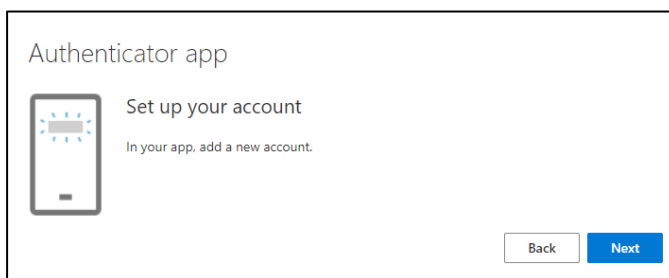 Authenticator app
Set up your account
In your app, add a new account.
Back
Next